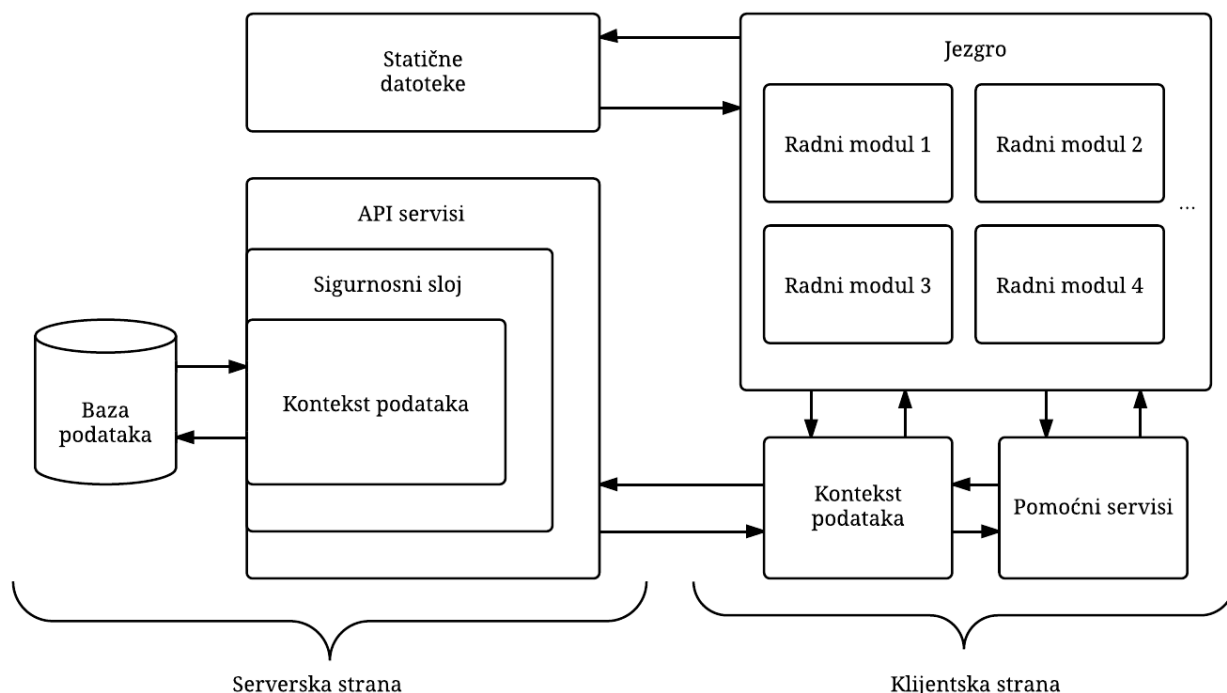 Statične
datoteke
Jezgro
Radni modul 1
Radni modul 2
...
Radni modul 3
Radni modul 4
API servisi
Sigurnosni sloj
Kontekst podataka
Baza
podataka
Kontekst
podataka
Pomoćni servisi
Serverska strana
Klijentska strana